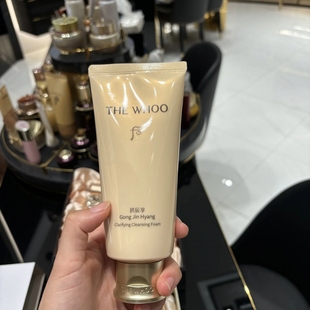 THE WHOO
拱辰享
Gong Jin Hyang
Clarifying Cleansing Foam